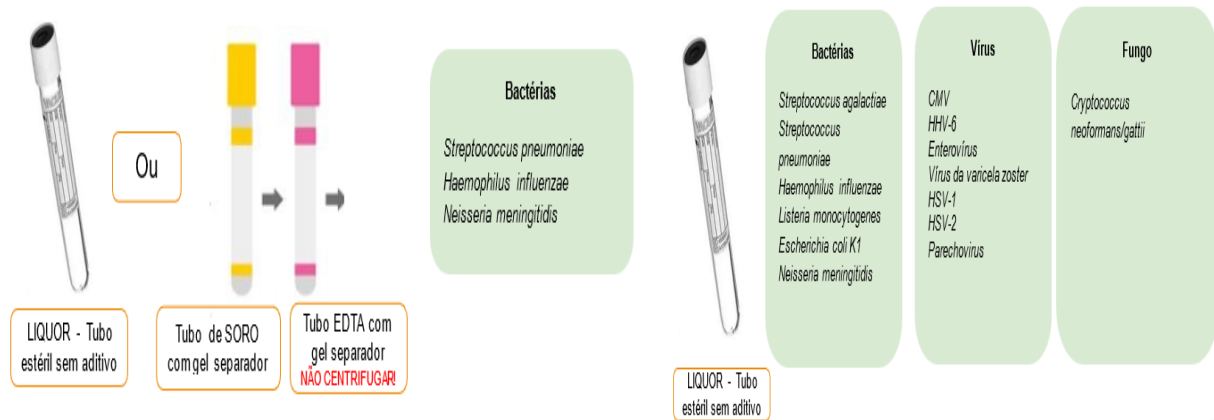 Ou
LIQUOR - Tubo
estéril sem aditivo
Tubo de SORO
com gel separador
Tubo EDTA com
gel separador
NÃO CENTRIFUGAR!
Bactérias
Streptococcus pneumoniae
Haemophilus influenzae
Neisseria meningitidis
LIQUOR - Tubo
estéril sem aditivo
Bactérias
Streptococcus agalactiae
Streptococcus
pneumoniae
Haemophilus influenzae
Listeria monocytogenes
Escherichia coli K1
Neisseria meningitidis
Vírus
CMV
HHV-6
Enterovírus
Vírus da varicela zoster
HSV-1
HSV-2
Parechovirus
Fungo
Cryptococcus
neoformans/gattii